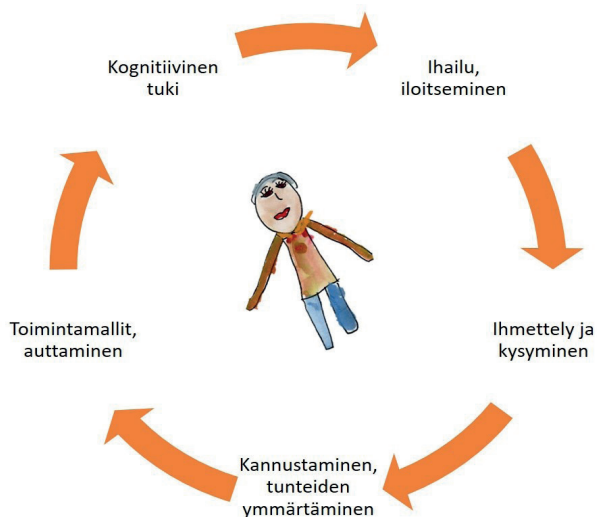 Kognitiivinen
tuki
Ihailu,
iloitseminen
Ihmettely ja
kysyminen
Kannustaminen,
tunteiden
ymmärtäminen
Toimintamallit,
auttaminen